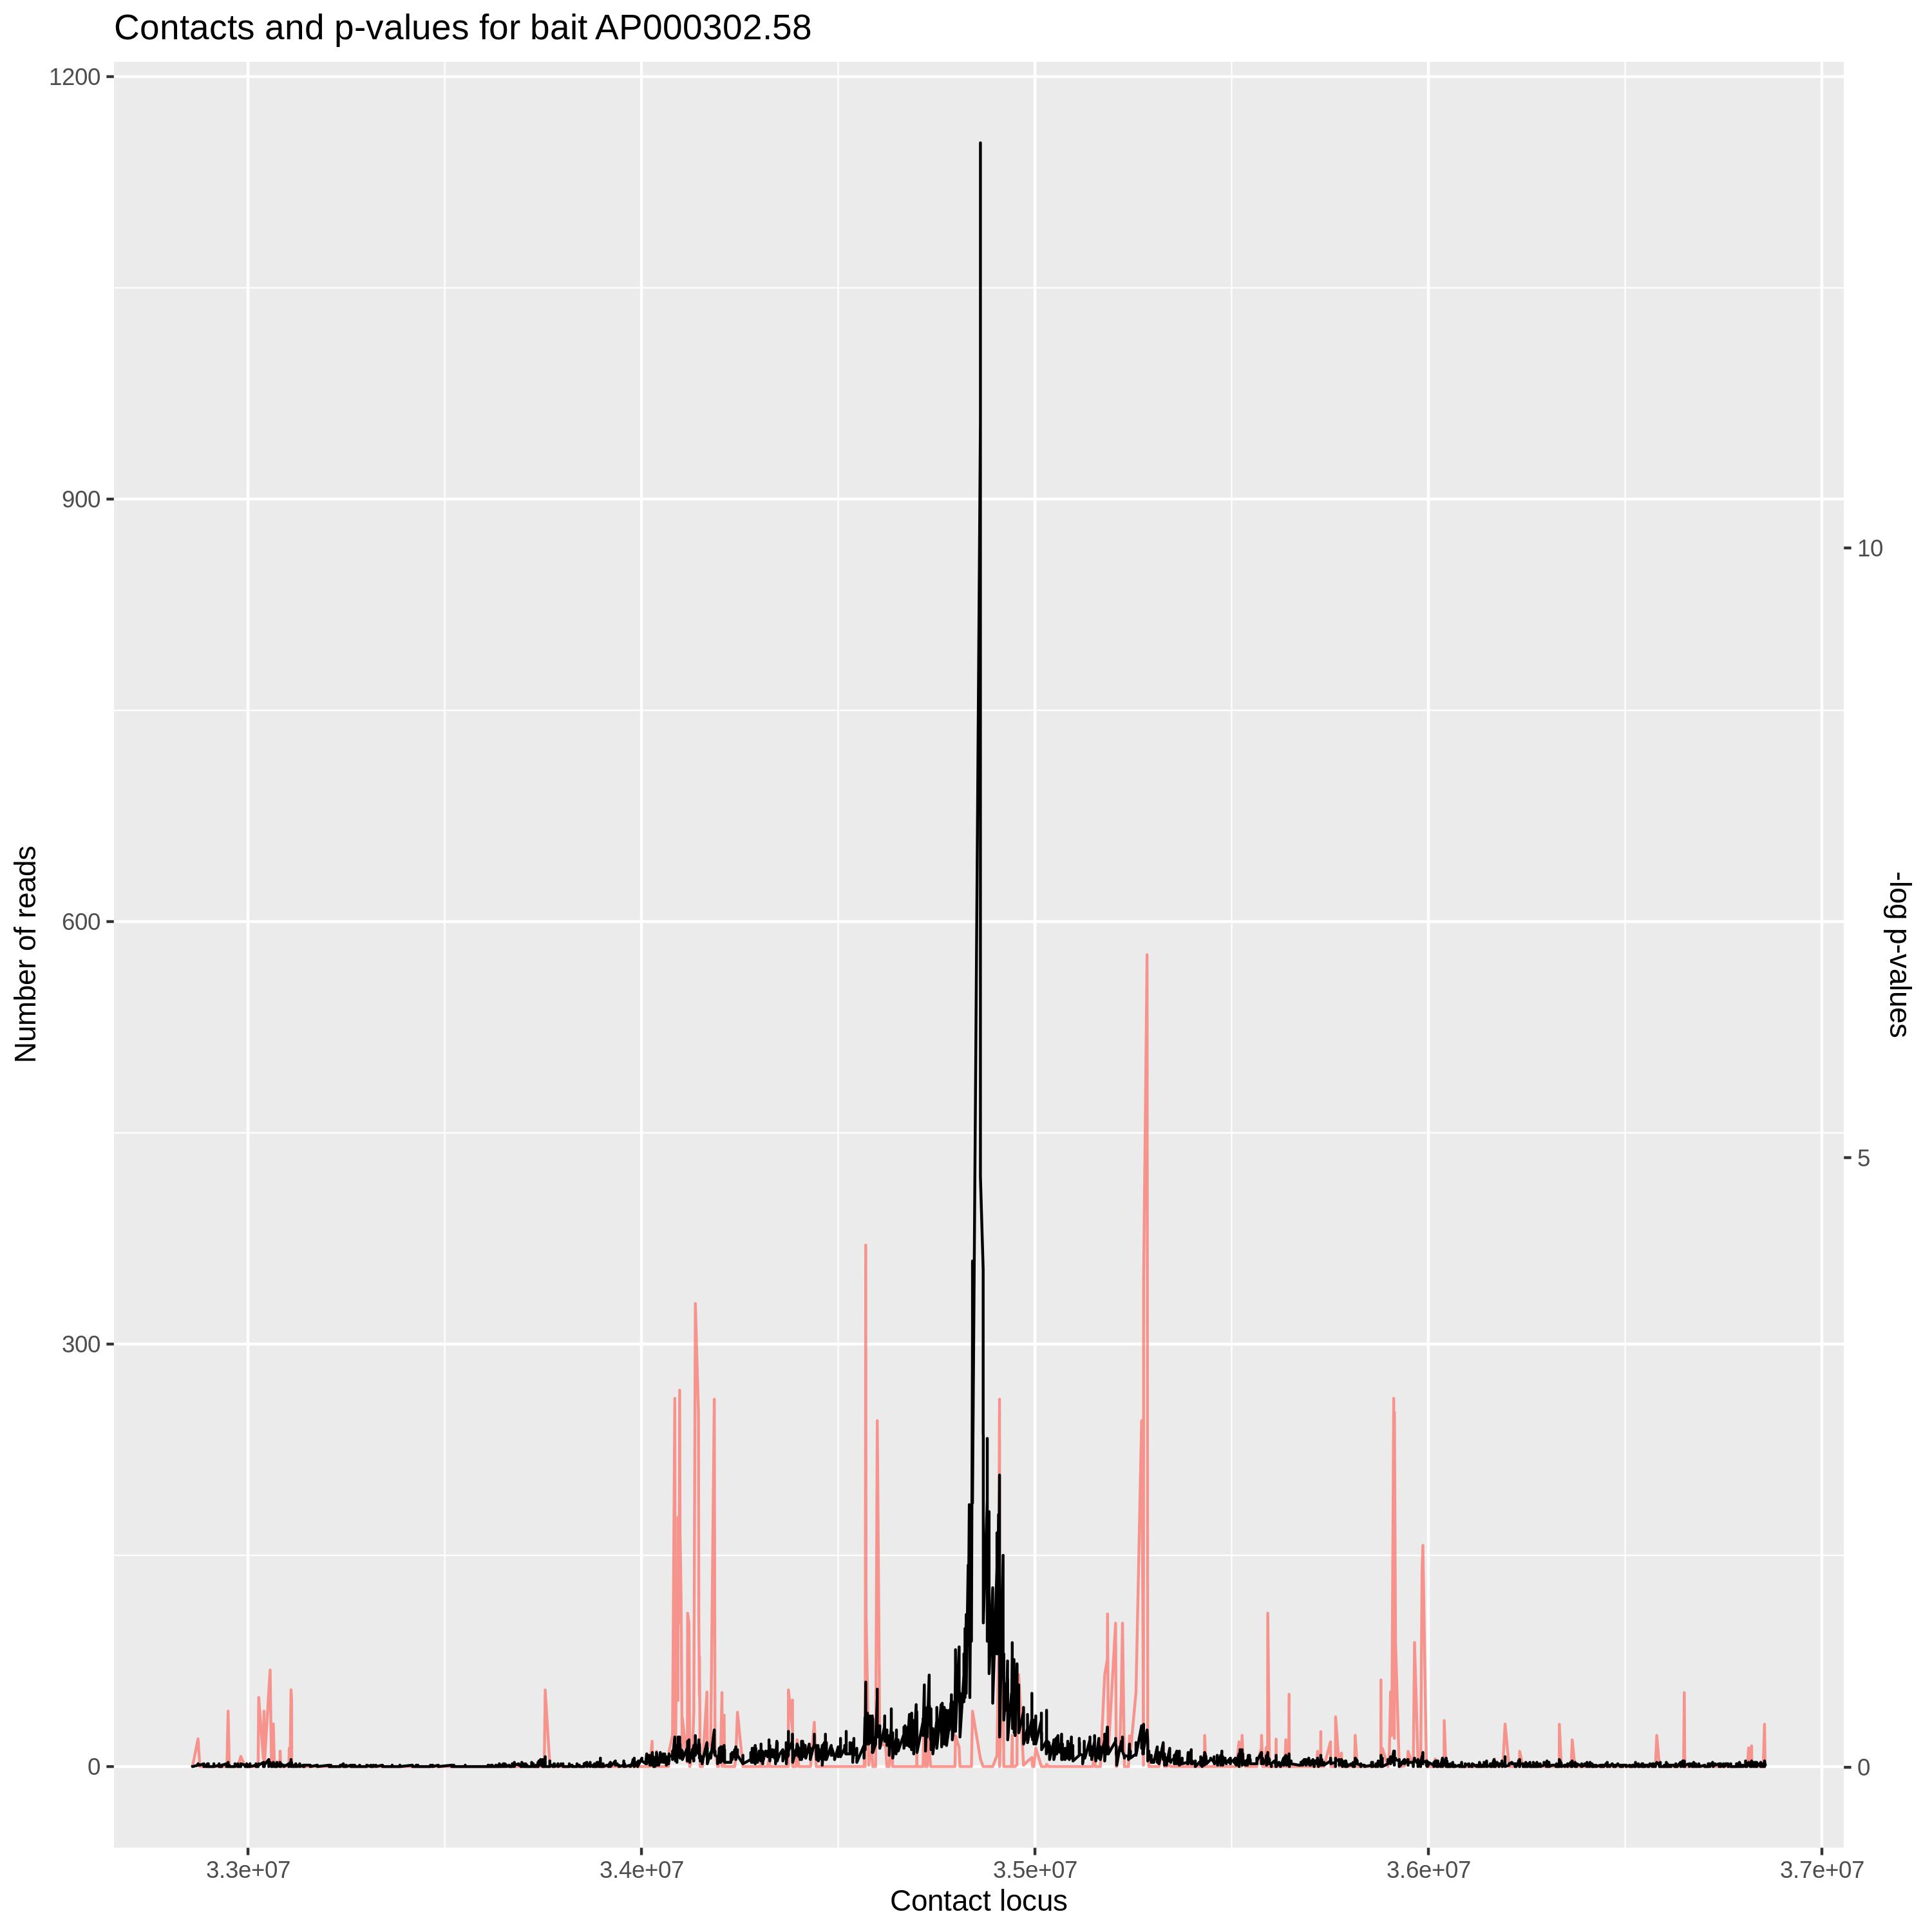 Contacts and p-values for bait AP000302.58
1200
900
600
300
0
10
5
0
Number of reads
-log p-values
3.3e+07 3.4e+07 3.5e+07 3.6e+07 3.7e+07
Contact locus